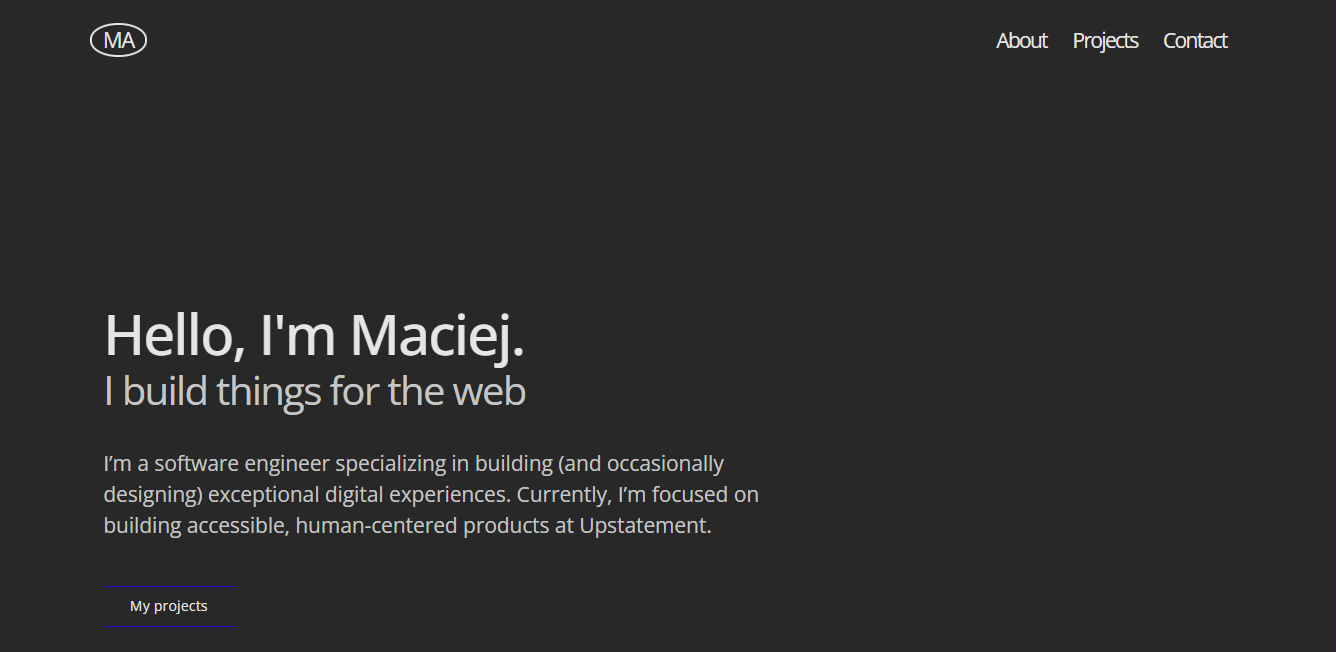 MA
About Projects Contact
Hello, I'm Maciej.
I build things for the web
I’m a software engineer specializing in building (and occasionally
designing) exceptional digital experiences. Currently, I’m focused on
building accessible, human-centered products at Upstatement.
My projects